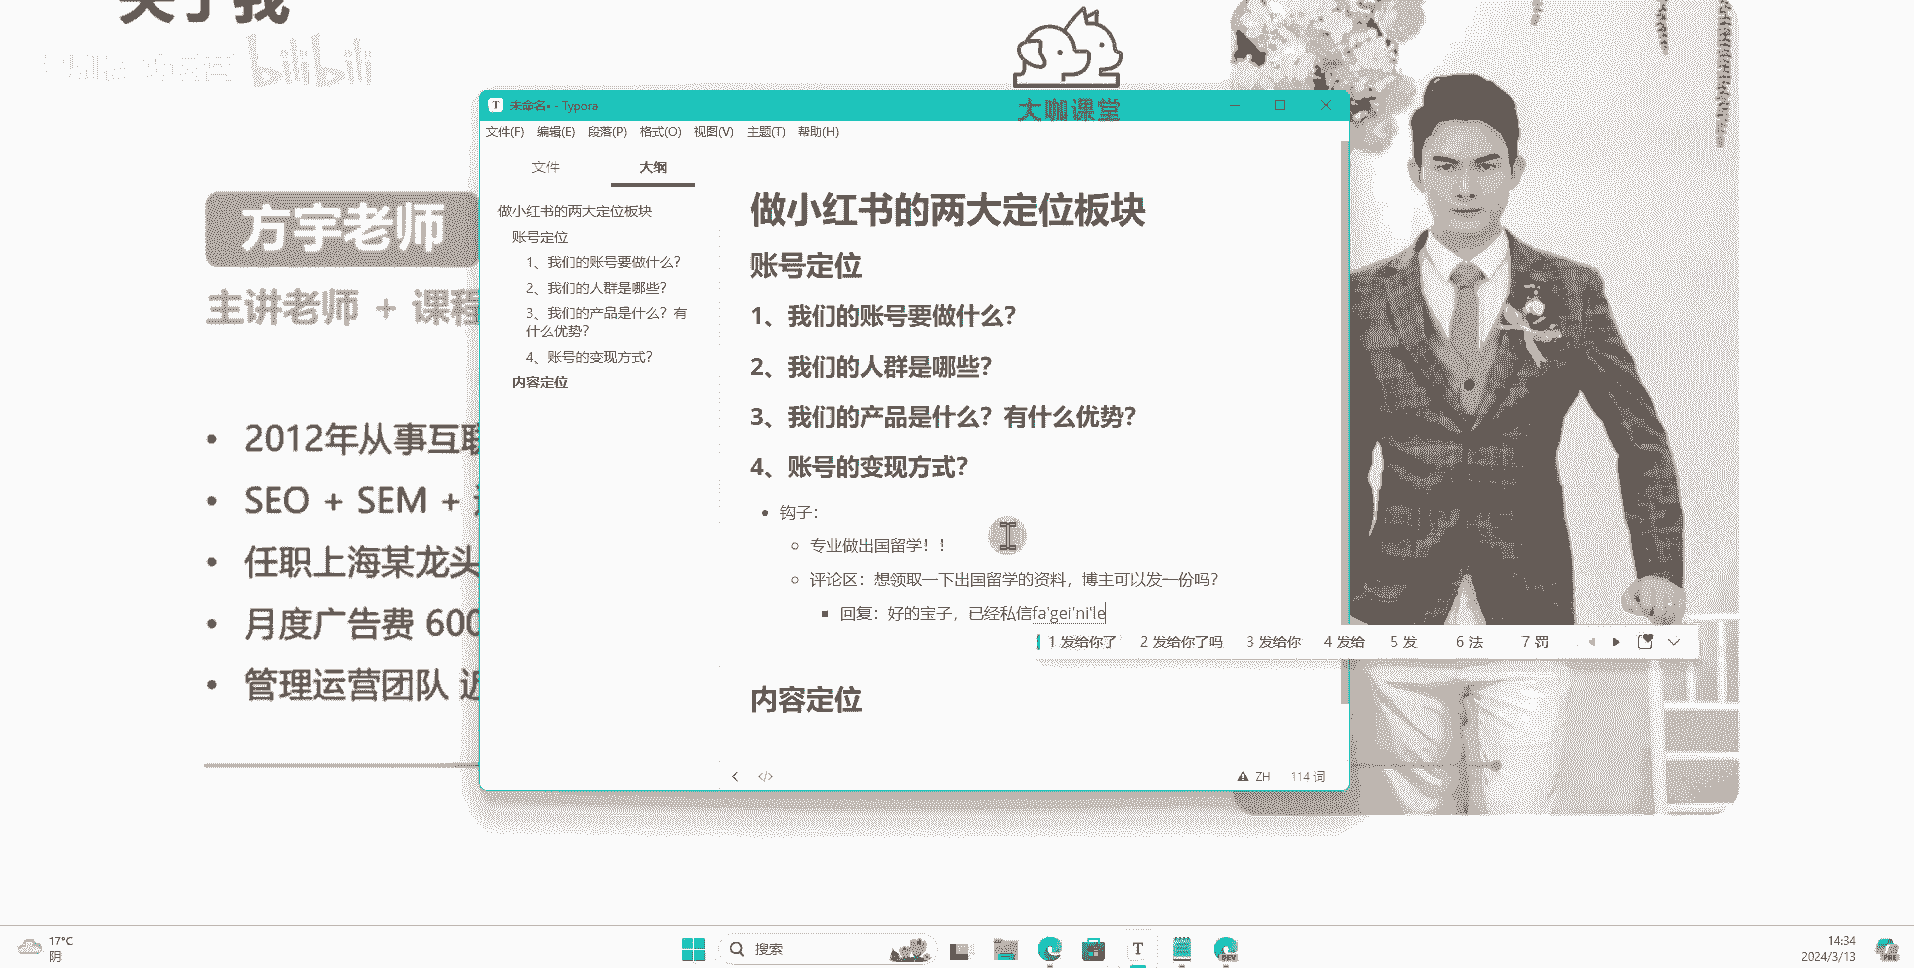 关于我
bilibili
大咖课堂
方宇老师
主讲老师 + 课程
2012年从事互联
SEO + SEM +
任职上海某龙头
月度广告费 600
管理运营团队 近
未命名• - Typora
文件(F) 编辑(E) 段落(P) 格式(O) 视图(V) 主题(T) 帮助(H)
文件 大纲
做小红书的两大定位板块
账号定位
1、我们的账号要做什么？
2、我们的人群是哪些？
3、我们的产品是什么？有
什么优势？
4、账号的变现方式？
内容定位
做小红书的两大定位板块
账号定位
1、我们的账号要做什么？
2、我们的人群是哪些？
3、我们的产品是什么？有什么优势？
4、账号的变现方式？
钩子：
专业做出国留学！！
评论区：想领取一下出国留学的资料，博主可以发一份吗？
回复：好的宝子，已经私信fa'gei'ni'le
1 发给你了 2 发给你了吗 3 发给你 4 发给 5 发 6 法 7 罚
内容定位
ZH 114 词
17°C
阴
搜索
T
DEV
14:34
2024/3/13
PRE